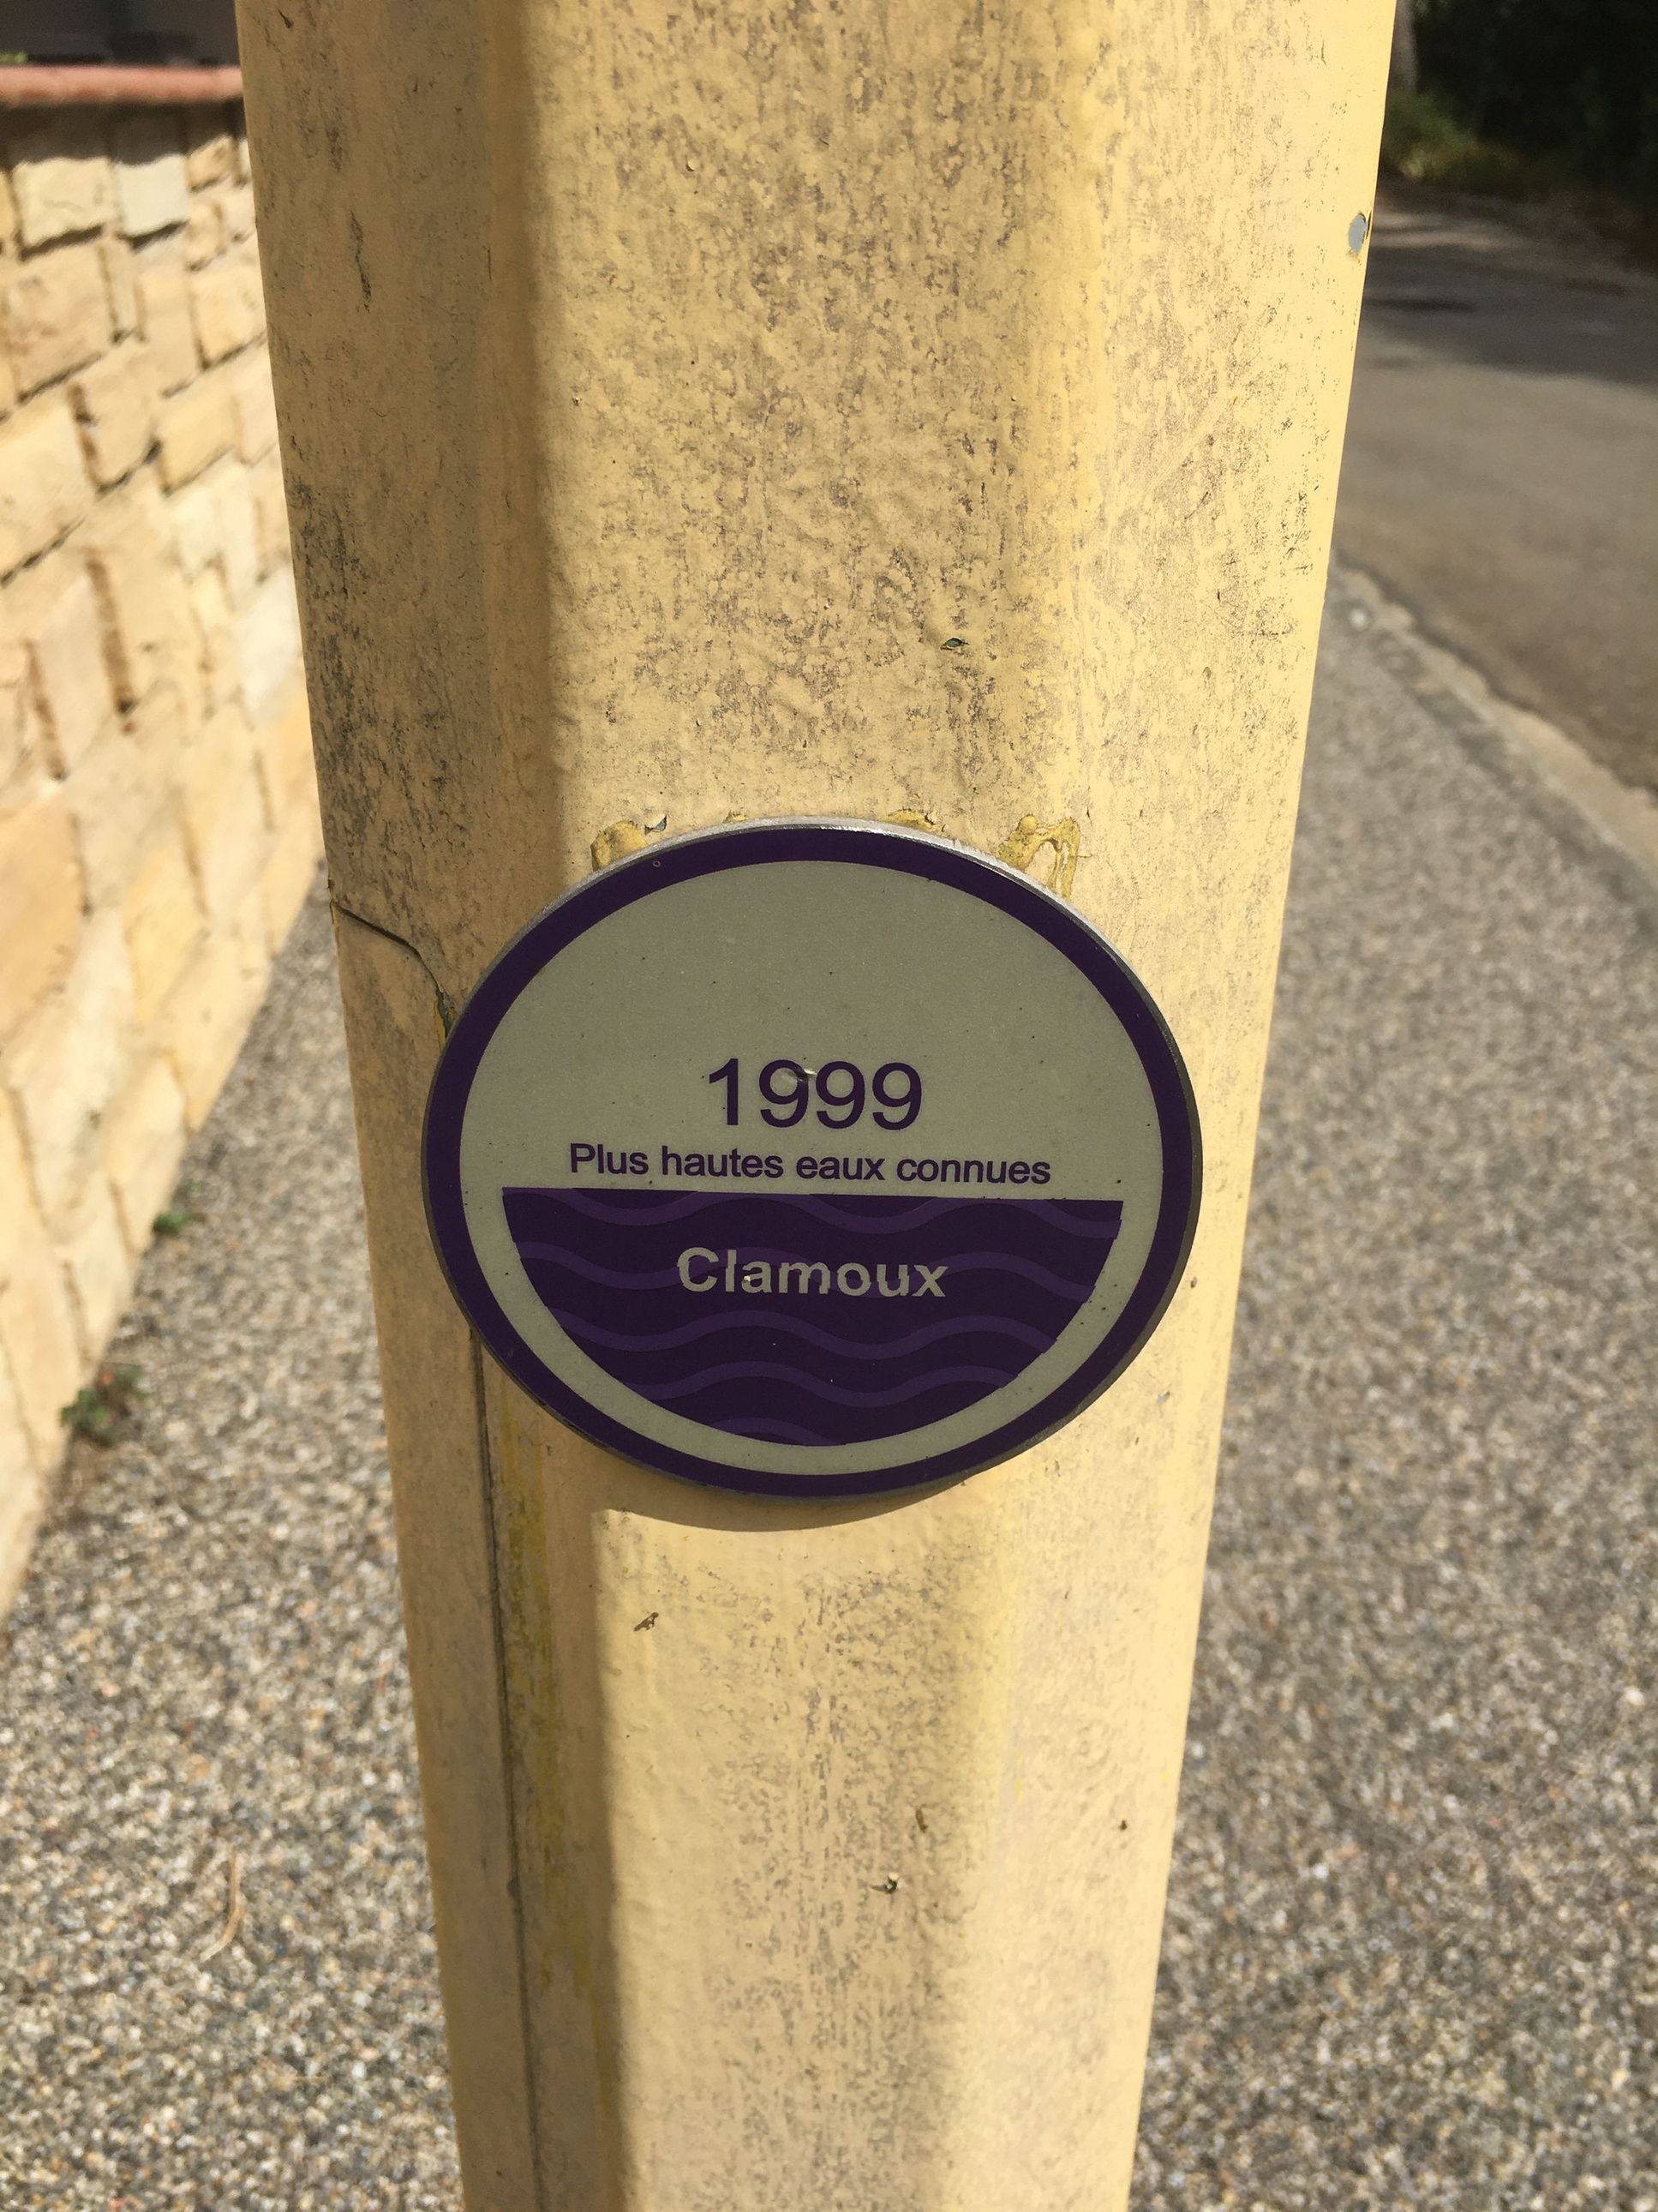 1999
Plus hautes eaux connues
Clamoux